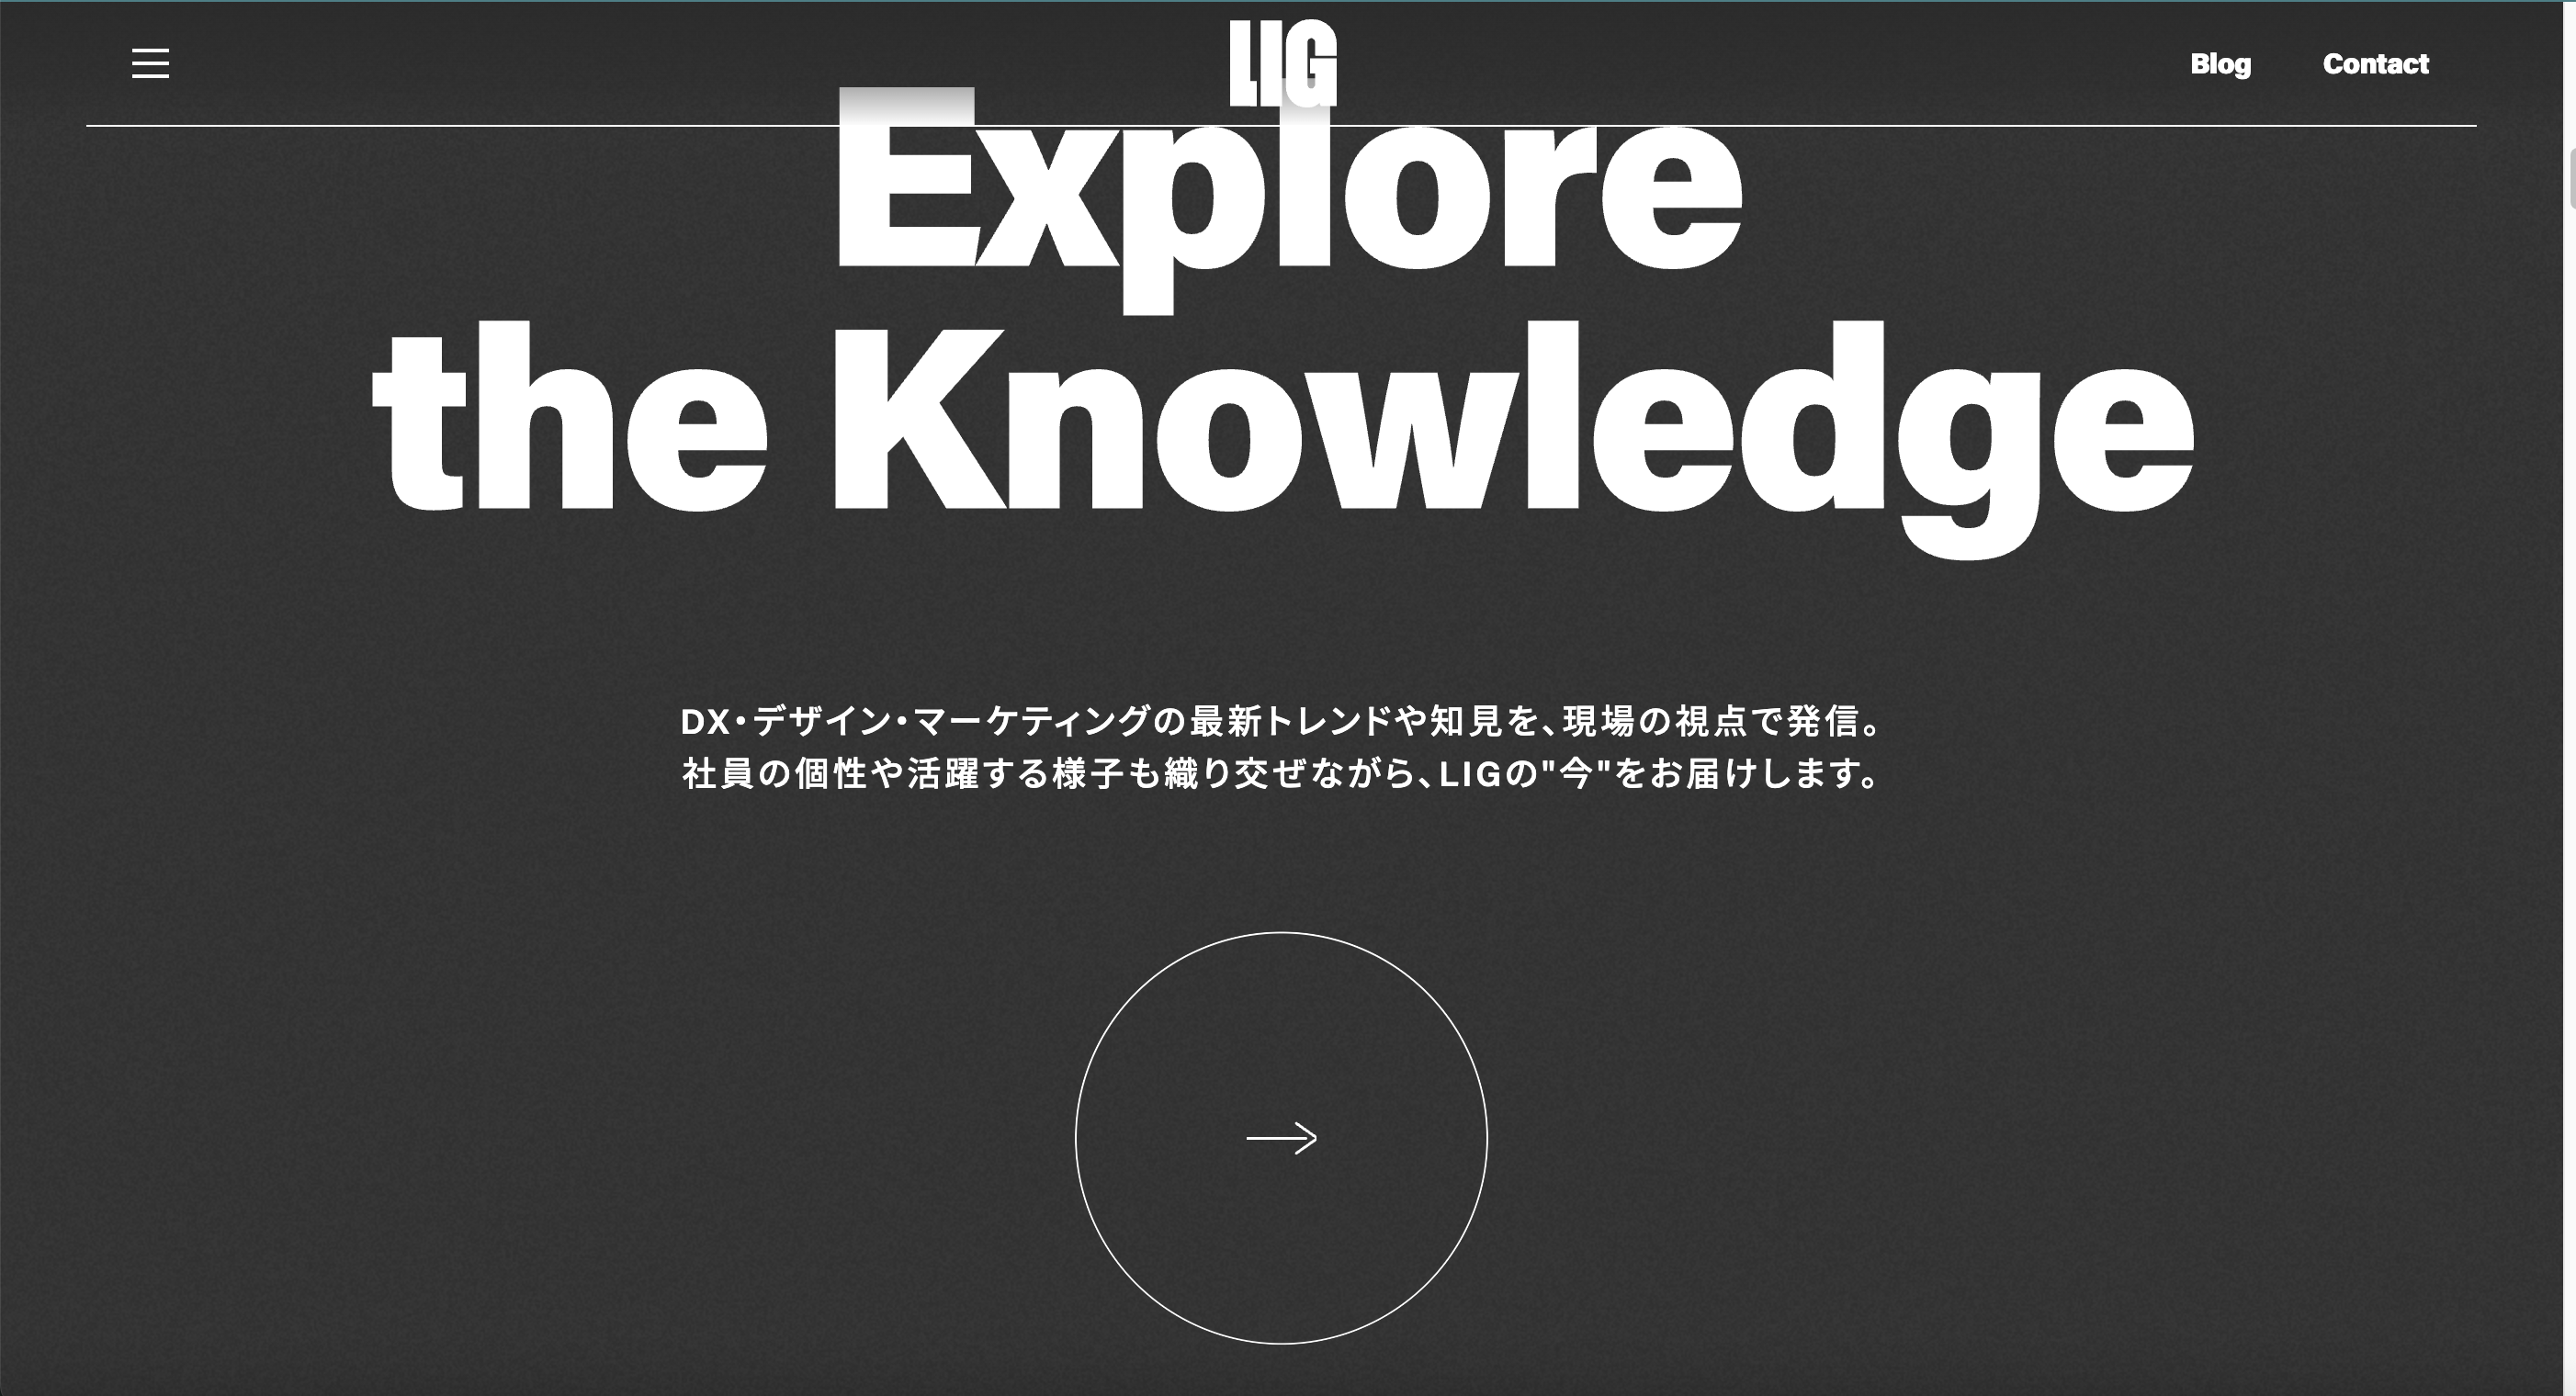 LIG
Blog
Contact
Explore
the Knowledge
DX・デザイン・マーケティングの最新トレンドや知見を、現場の視点で発信。
社員の個性や活躍する様子も織り交ぜながら、LIGの"今"をお届けします。